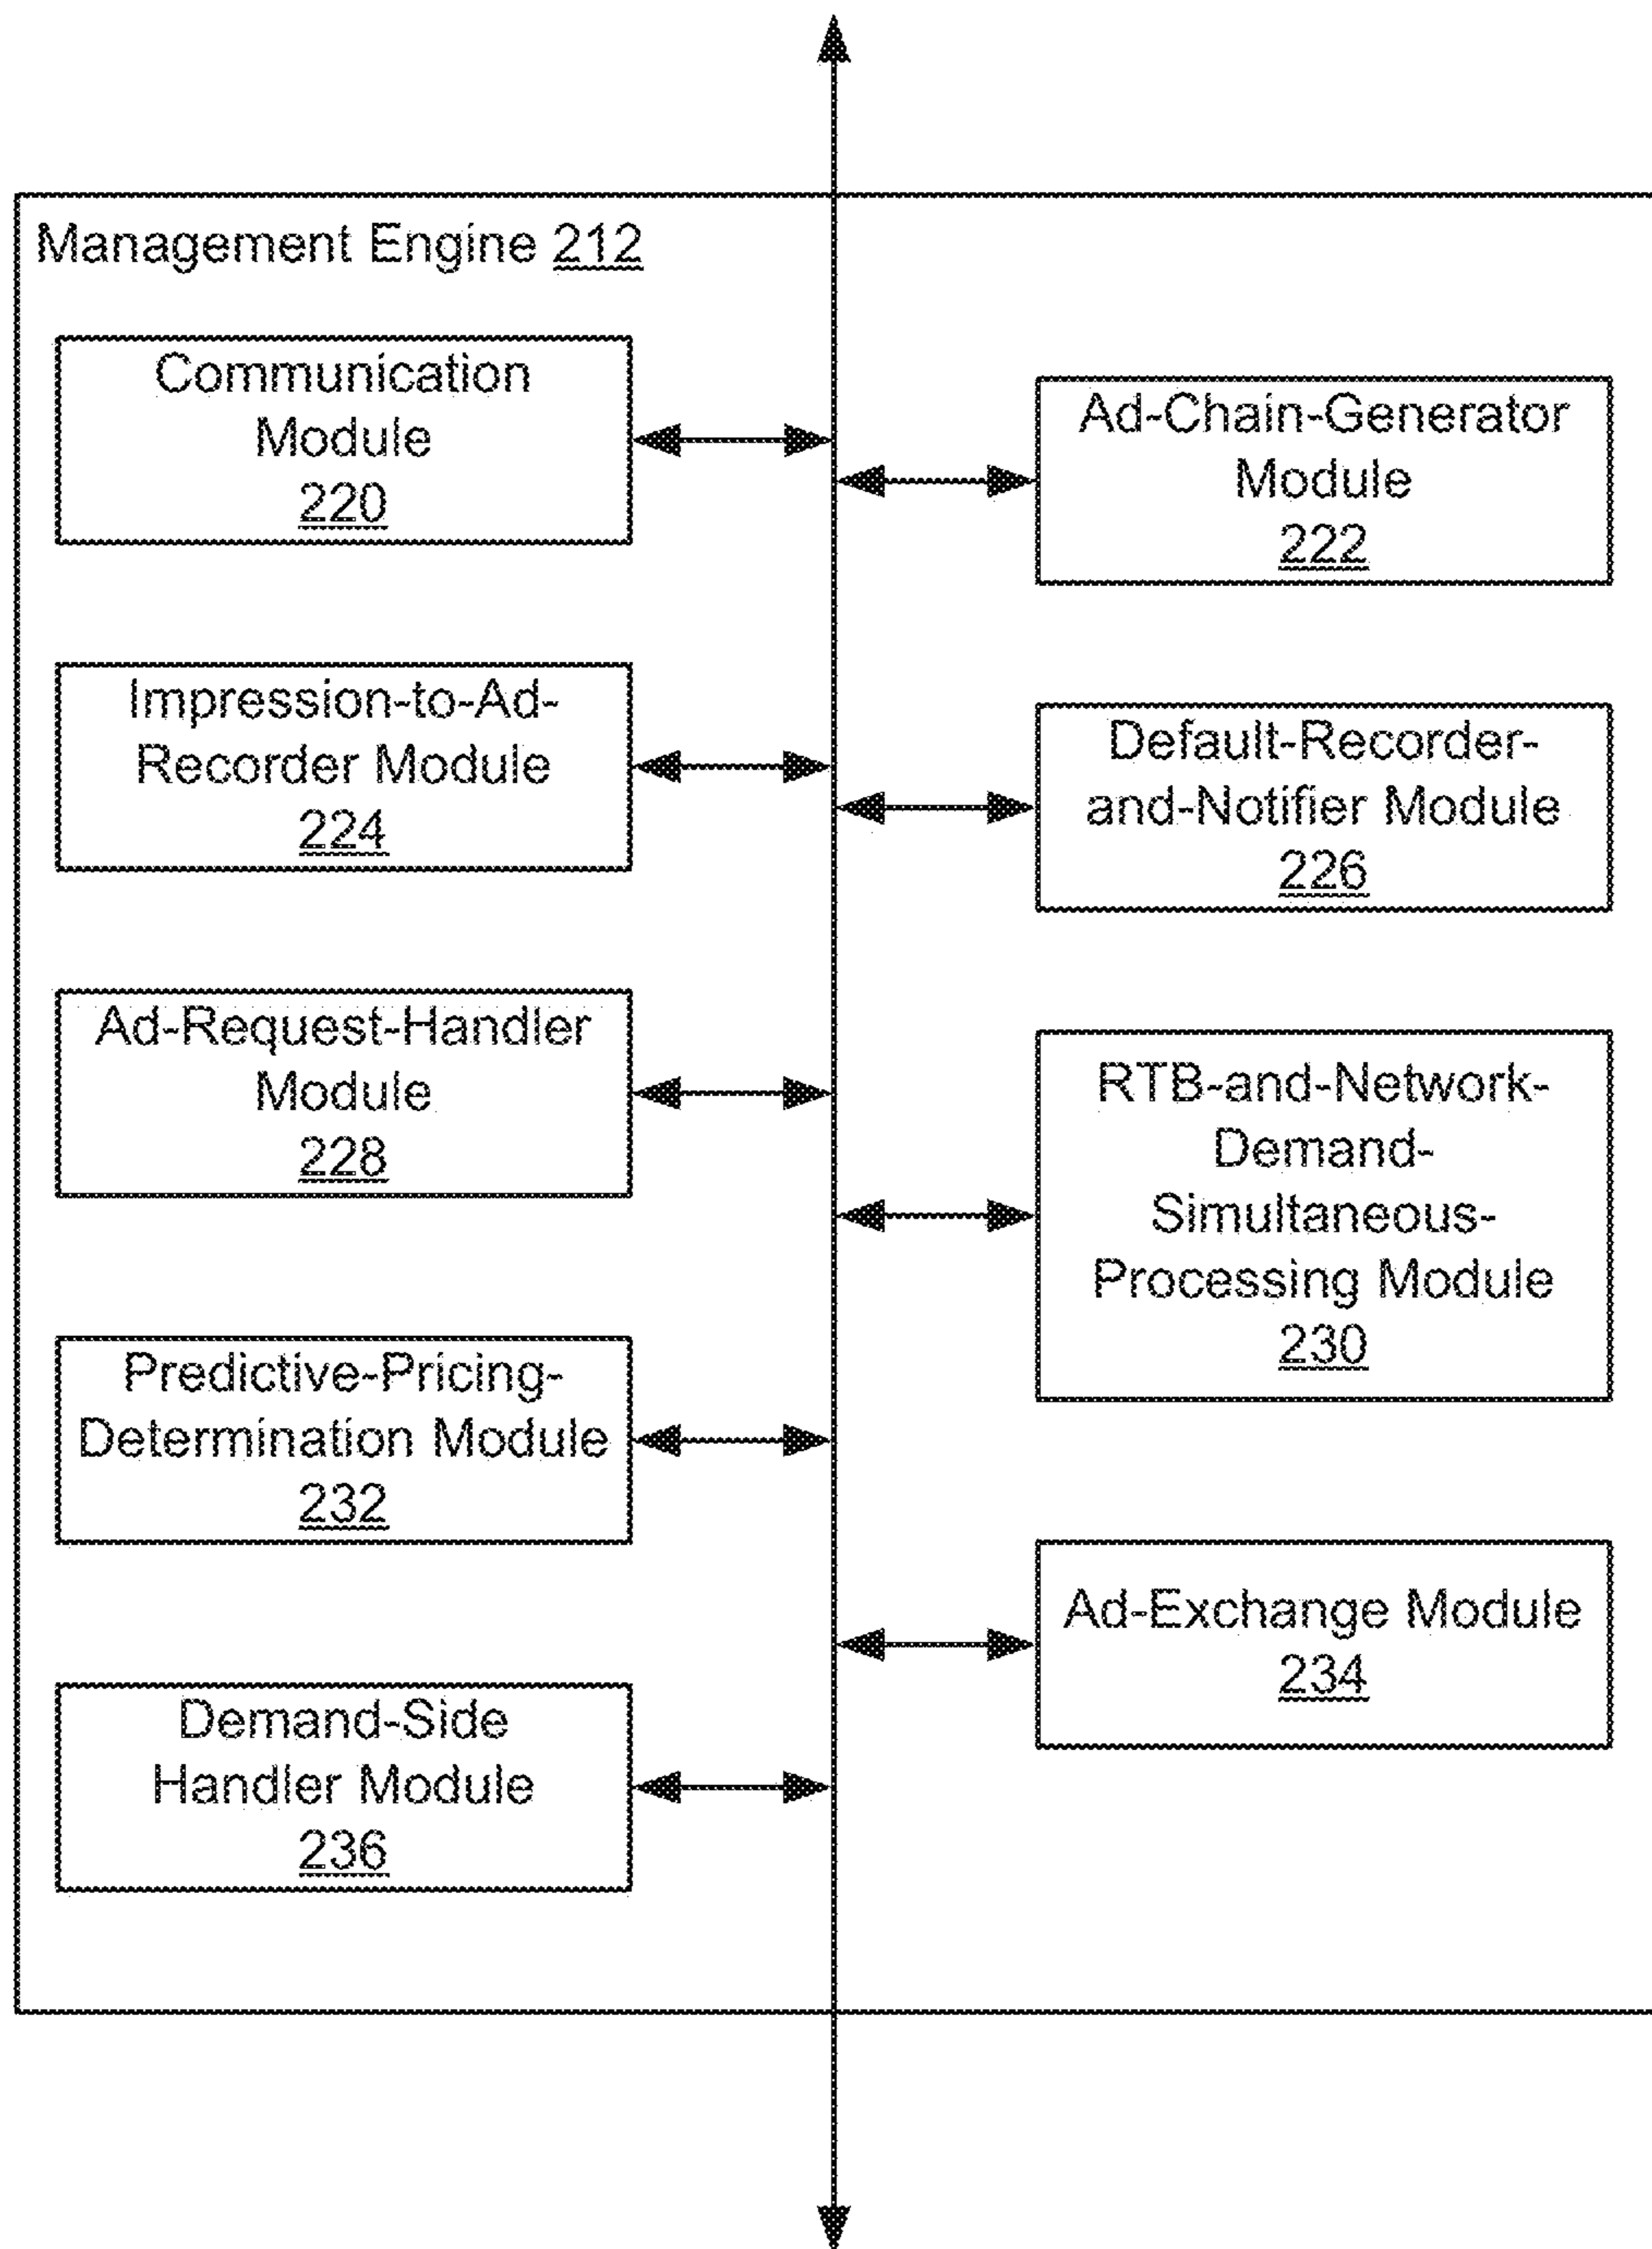 Management Engine 212
Communication
Module
220
Ad-Chain-Generator
Module
222
Impression-to-Ad-
Recorder Module
224
Default-Recorder-
and-Notifier Module
226
Ad-Request-Handler
Module
228
RTB-and-Network-
Demand-
Simultaneous-
Processing Module
230
Predictive-Pricing-
Determination Module
232
Ad-Exchange Module
234
Demand-Side
Handler Module
236